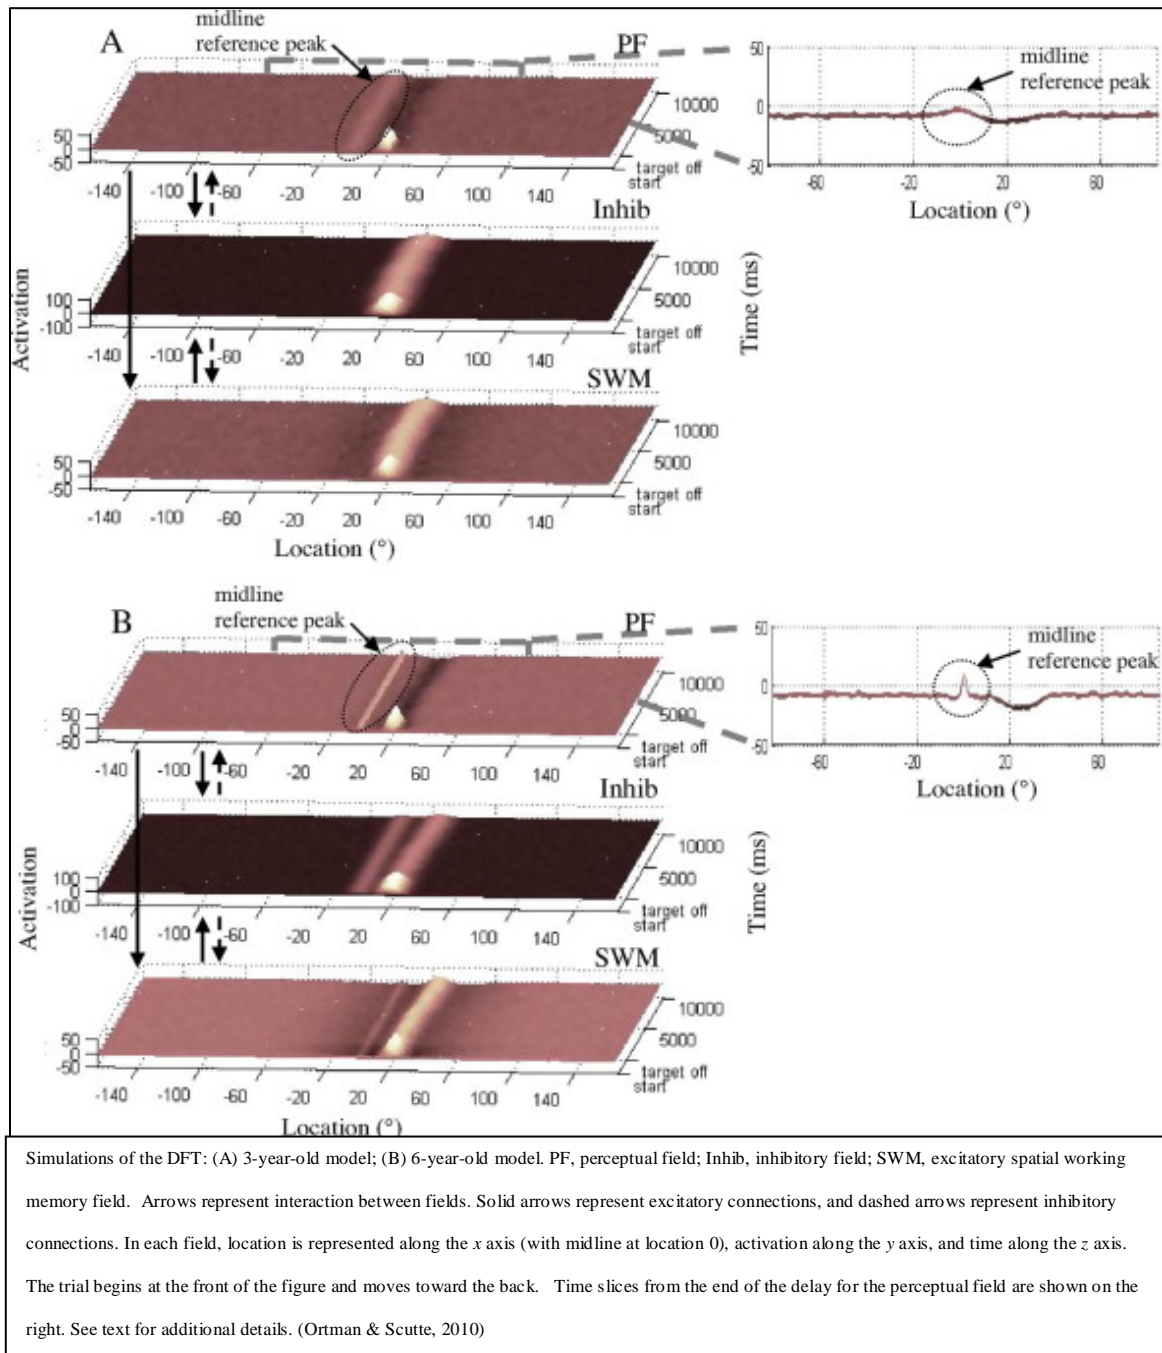 midline
reference peak
A
PF
50
0
-50
-140
-100
-60
-20
20
60
100
140
10000
5000
target off
start
midline
reference peak
50
0
-50
-60
-20
20
60
Location (°)
Inhib
100
0
-100
-140
-100
-60
-20
20
60
100
140
10000
5000
target off
start
Activation
Time (ms)
SWM
50
0
-50
-140
-100
-60
-20
20
60
100
140
10000
5000
target off
start
Location (°)
midline
reference peak
B
PF
50
0
-50
-140
-100
-60
-20
20
60
100
140
10000
5000
target off
start
midline
reference peak
50
0
-50
-60
-20
20
60
Location (°)
Inhib
100
0
-100
-140
-100
-60
-20
20
60
100
140
10000
5000
target off
start
Activation
Time (ms)
SWM
50
0
-50
-140
-100
-60
-20
20
60
100
140
10000
5000
target off
start
Location (°)
Simulations of the DFT: (A) 3-year-old model; (B) 6-year-old model. PF, perceptual field; Inhib, inhibitory field; SWM, excitatory spatial working
memory field. Arrows represent interaction between fields. Solid arrows represent excitatory connections, and dashed arrows represent inhibitory
connections. In each field, location is represented along the x axis (with midline at location 0), activation along the y axis, and time along the z axis.
The trial begins at the front of the figure and moves toward the back. Time slices from the end of the delay for the perceptual field are shown on the
right. See text for additional details. (Ortman & Scutte, 2010)